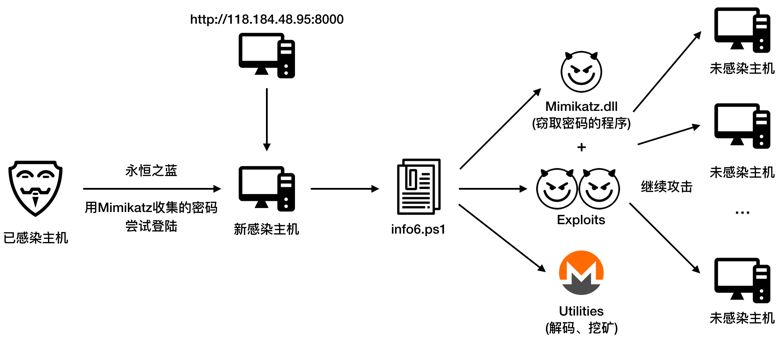 http://118.184.48.95:8000
已感染主机
永恒之蓝
用Mimikatz收集的密码
尝试登陆
新感染主机
info6.ps1
Mimikatz.dll
(窃取密码的程序)
+
Exploits
Utilities
(解码、挖矿)
继续攻击
未感染主机
未感染主机
...
未感染主机